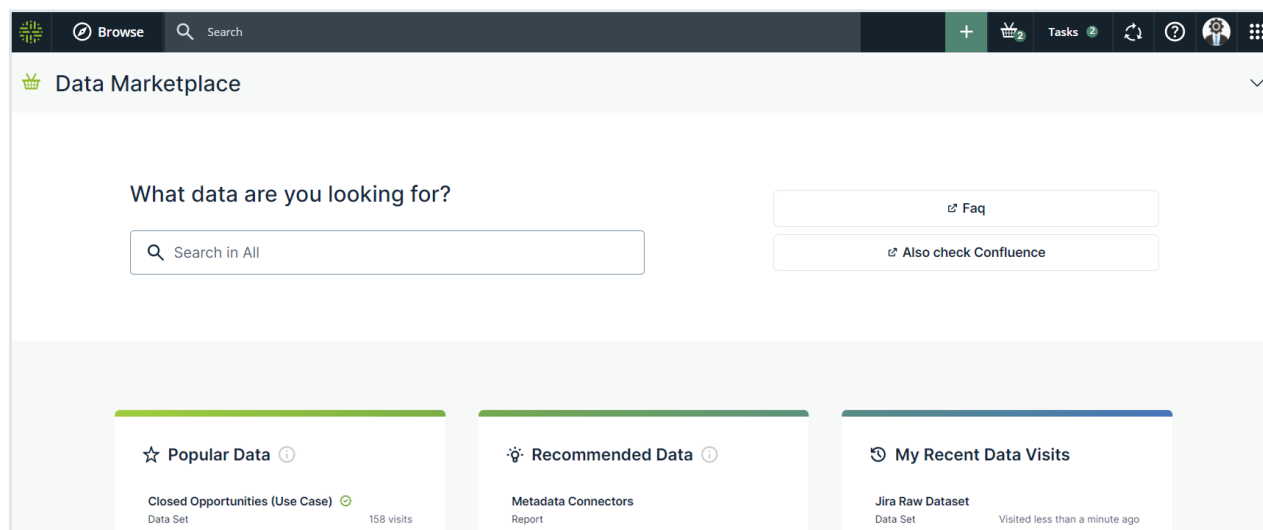 Browse
Search
2
Tasks 2
Data Marketplace
What data are you looking for?
Search in All
Faq
Also check Confluence
Popular Data
Closed Opportunities (Use Case)
Data Set 158 visits
Recommended Data
Metadata Connectors
Report
My Recent Data Visits
Jira Raw Dataset
Data Set Visited less than a minute ago